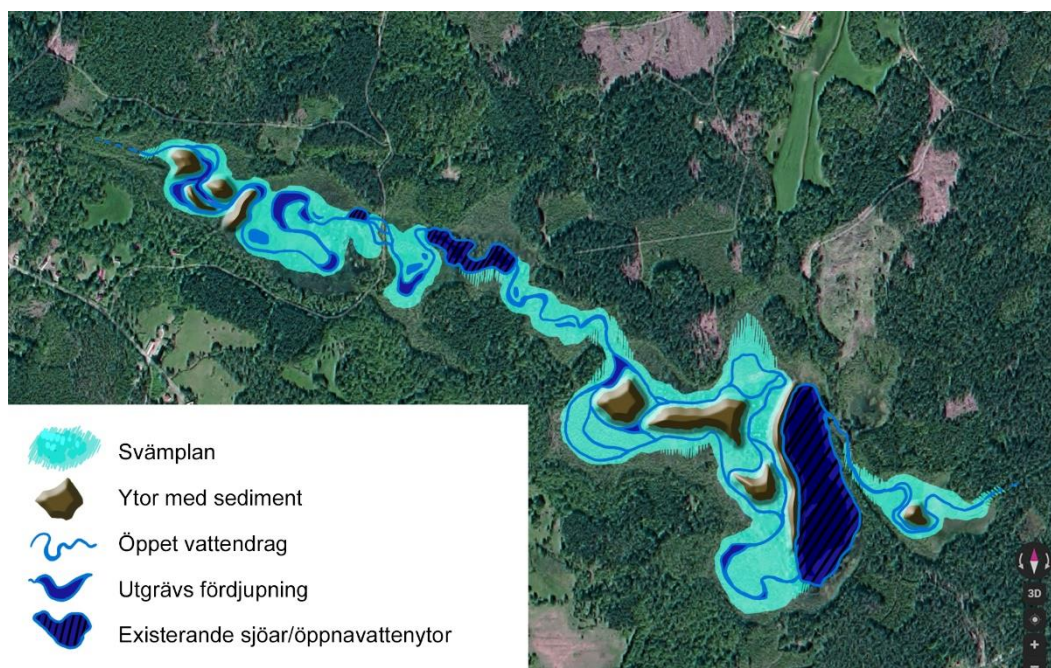 Svämplan
Ytor med sediment
Öppet vattendrag
Utgrävs fördjupning
Existerande sjöar/öppnavattenytor
3D
+